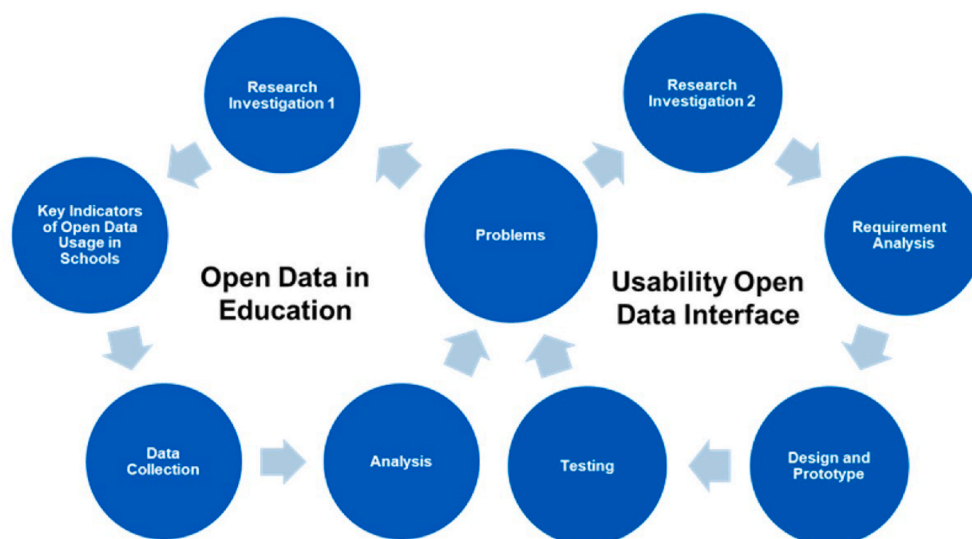 Research
Investigation 1
Research
Investigation 2
Key Indicators
of Open Data
Usage in
Schools
Problems
Requirement
Analysis
Open Data in
Education
Usability Open
Data Interface
Data
Collection
Analysis
Testing
Design and
Prototype